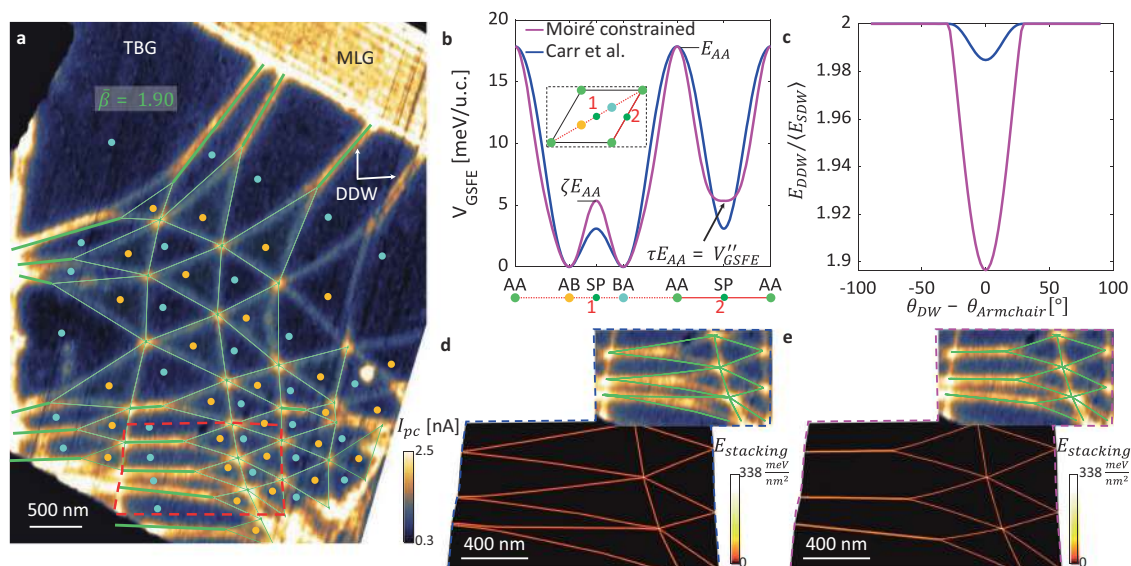 a
TBG
MLG
β̃ = 1.90
DDW
500 nm
I_pc [nA]
2.5
0.3
b
V_GSFE [meV/u.c.]
20
15
10
5
0
Moiré constrained
Carr et al.
E_AA
1
2
ζE_AA
τE_AA = V''_GSFE
AA AB SP BA AA SP AA
1 2
c
E_DDW/⟨E_SDW⟩
2
1.98
1.96
1.94
1.92
1.9
-100 -50 0 50 100
θ_DW − θ_Armchair[°]
d
E_stacking
338 meV/nm²
0
400 nm
e
E_stacking
338 meV/nm²
0
400 nm